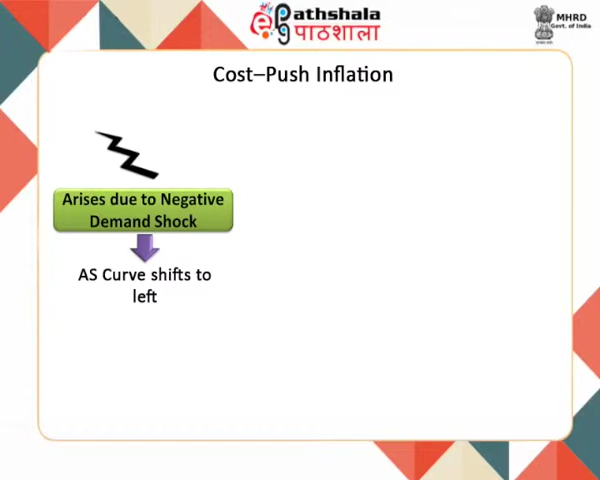 ePathshala
पाठशाला
MHRD
Govt. of India
Cost–Push Inflation
Arises due to Negative
Demand Shock
AS Curve shifts to
left